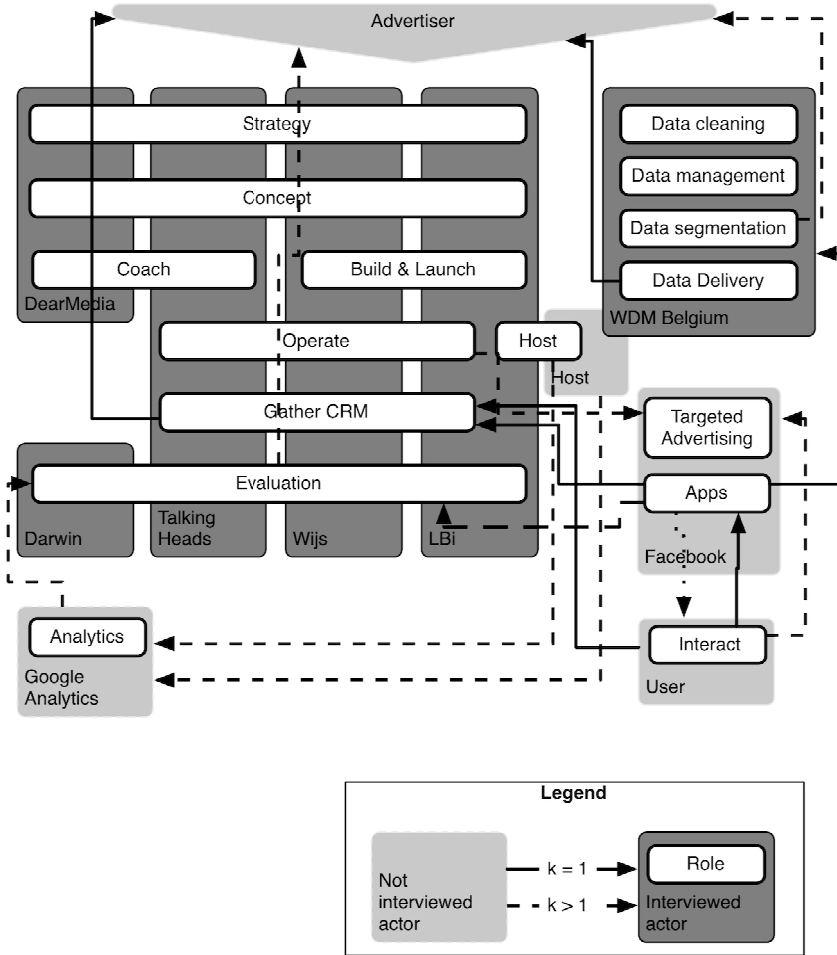 Advertiser
Strategy
Data cleaning
Data management
Concept
Data segmentation
Coach
Build & Launch
Data Delivery
DearMedia
WDM Belgium
Operate
Host
Host
Gather CRM
Targeted
Advertising
Evaluation
Apps
Darwin
Talking
Heads
Wijs
LBi
Facebook
Analytics
Interact
Google
Analytics
User
Legend
Not
interviewed
actor
k = 1
k > 1
Role
Interviewed
actor